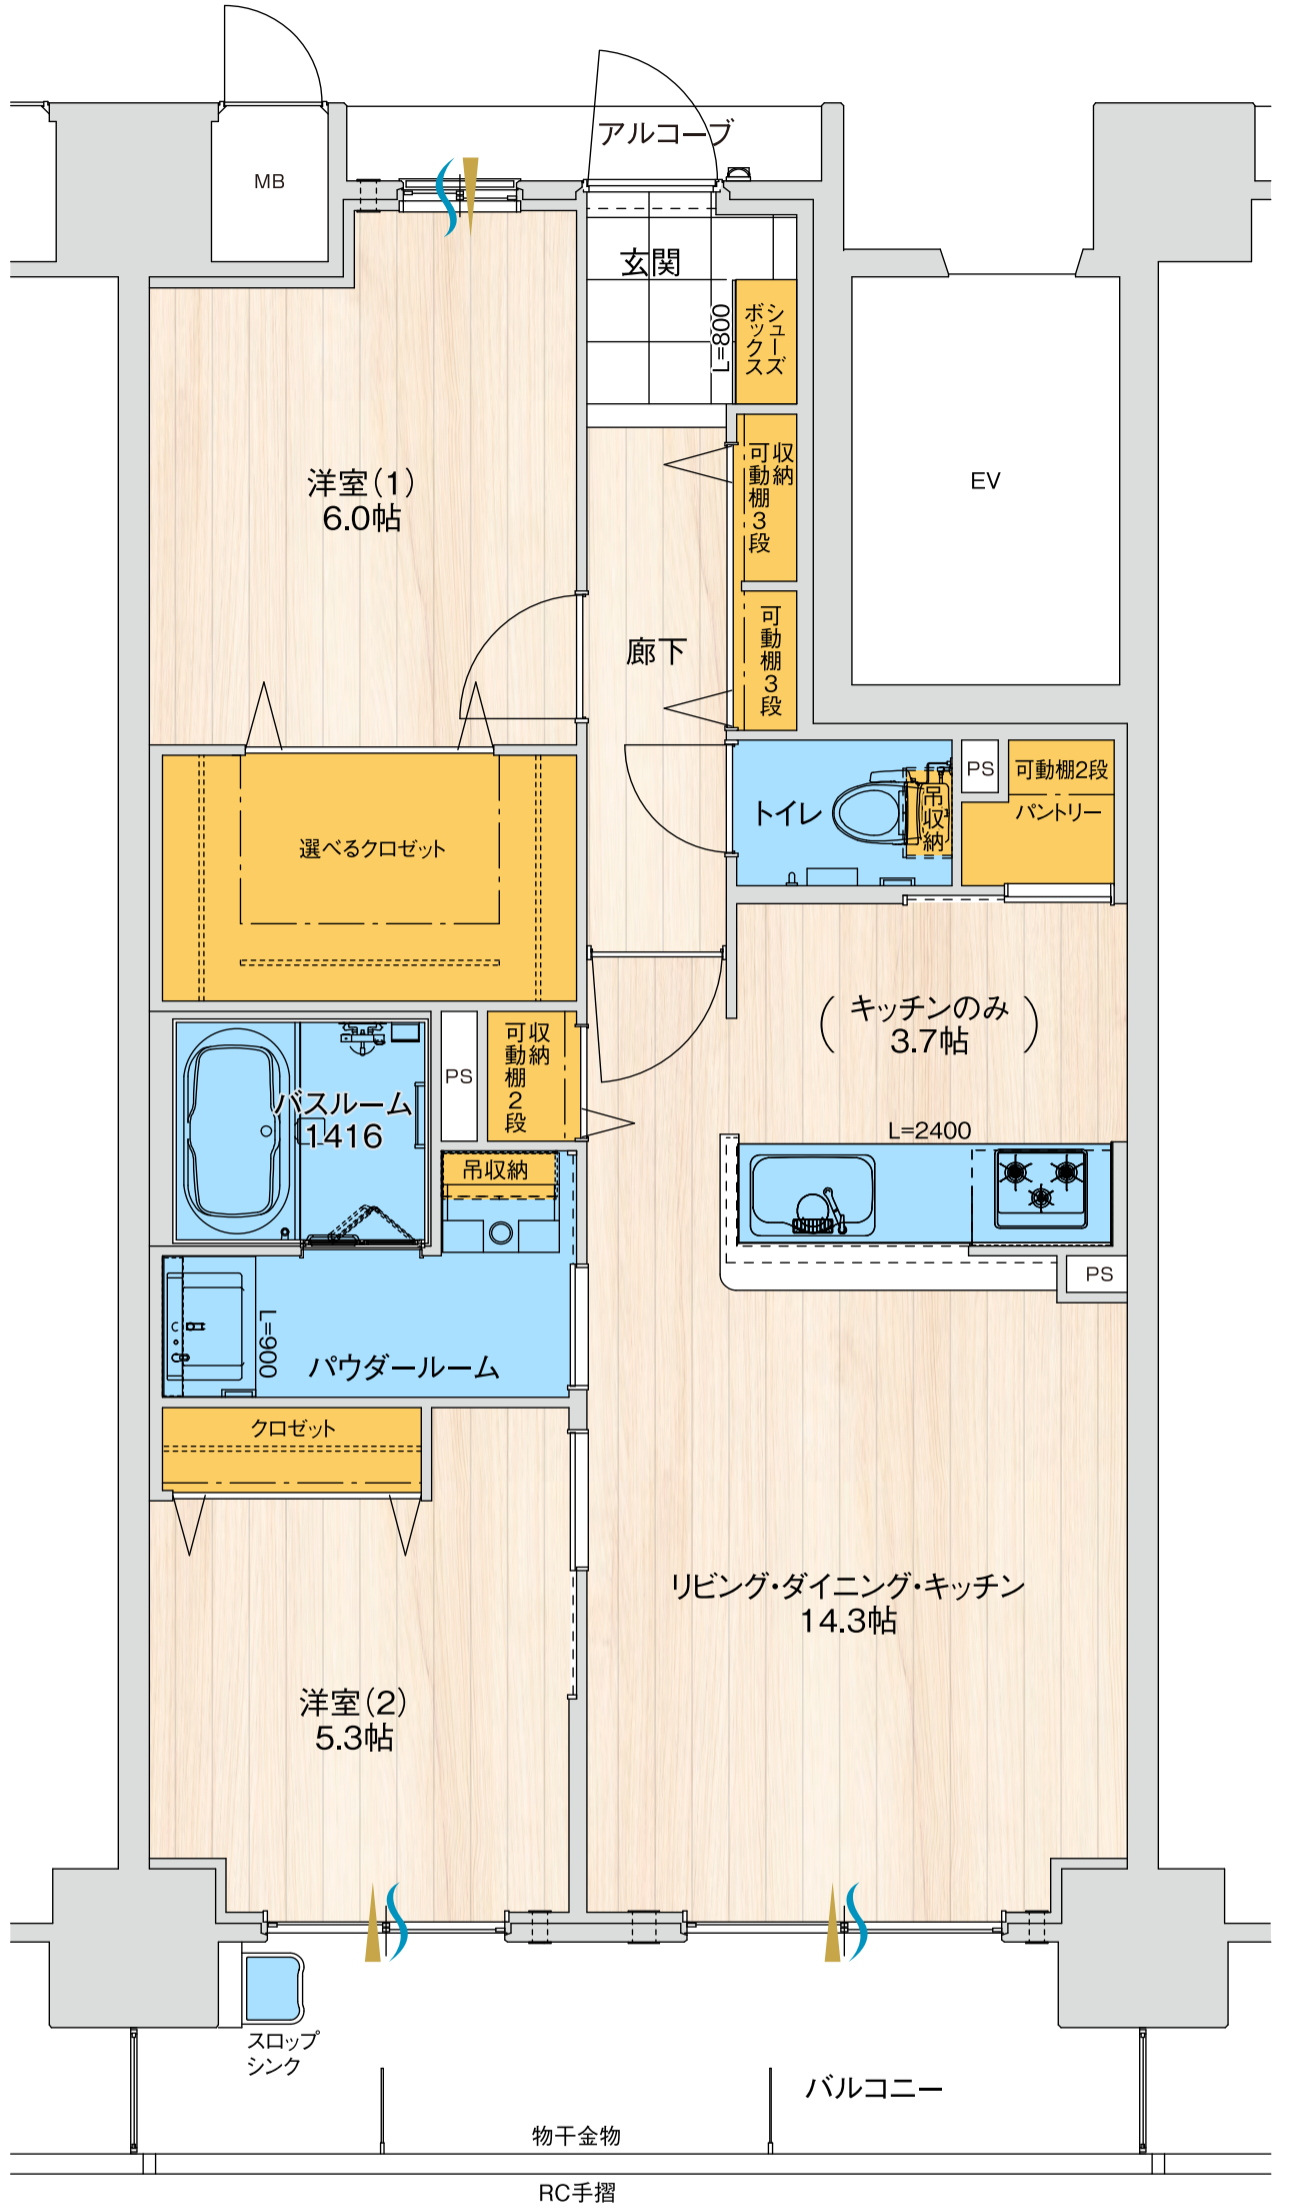 アルコーブ
MB
玄関
シューズ
ボックス
L=800
収納
可動棚3段
EV
洋室(1)
6.0帖
廊下
可動棚3段
トイレ
吊収納
PS
可動棚2段
パントリー
選べるクロゼット
(キッチンのみ)
3.7帖
収納
可動棚2段
PS
バスルーム
1416
L=2400
吊収納
PS
L=900
パウダールーム
クロゼット
リビング・ダイニング・キッチン
14.3帖
洋室(2)
5.3帖
スロップ
シンク
バルコニー
物干金物
RC手摺